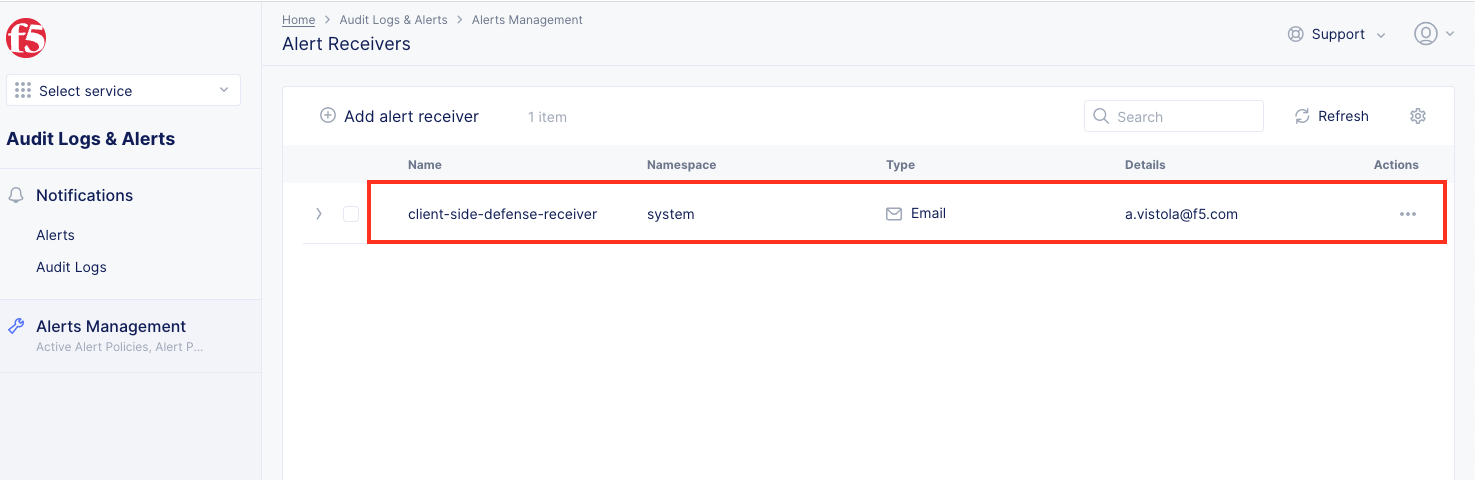 f5
Home > Audit Logs & Alerts > Alerts Management
Alert Receivers
Support
Select service
Audit Logs & Alerts
Notifications
Alerts
Audit Logs
Alerts Management
Active Alert Policies, Alert P...
Add alert receiver 1 item Search Refresh
Name Namespace Type Details Actions
client-side-defense-receiver system Email a.vistola@f5.com